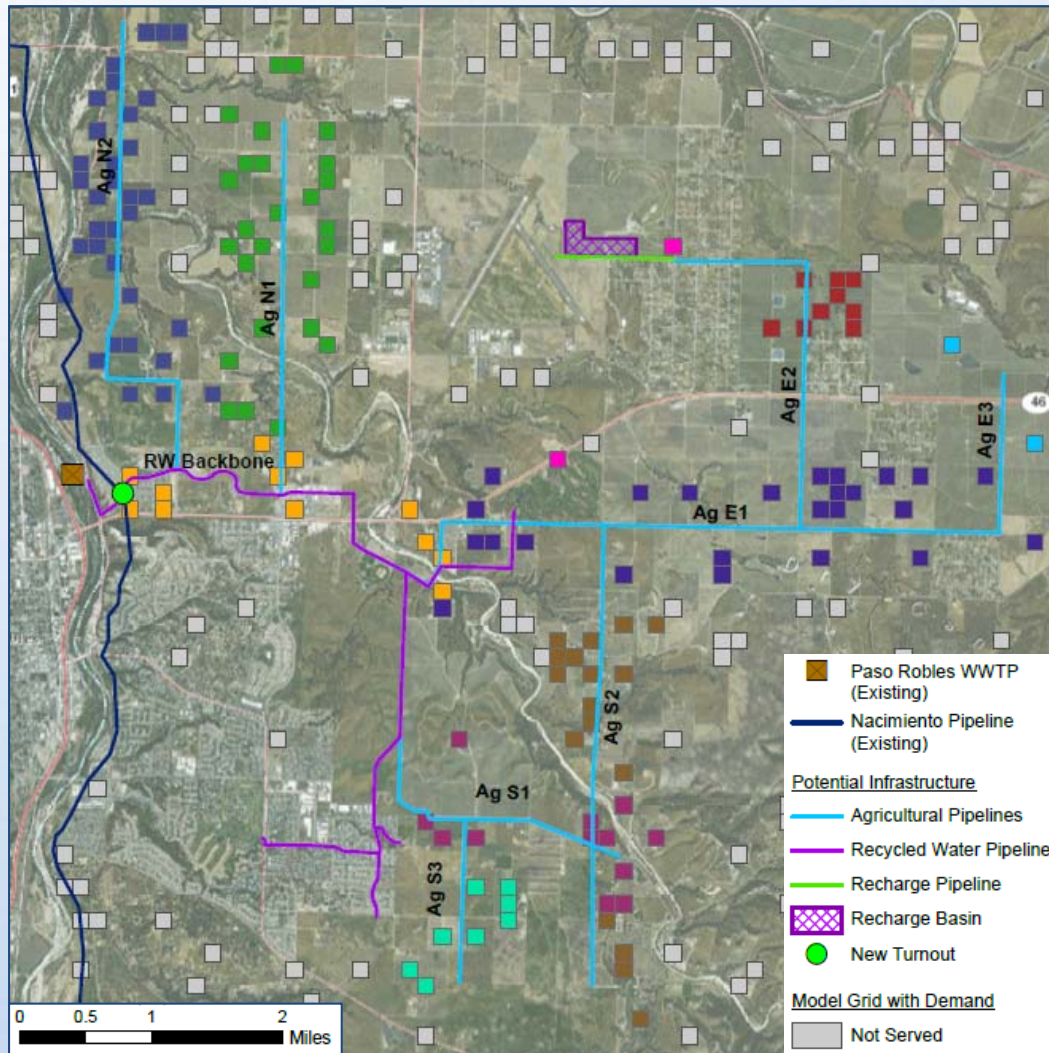 1
Ag N2
Ag N1
Ag E2
Ag E3
46
RW Backbone
Ag E1
Ag S2
Ag S1
Ag S3
Paso Robles WWTP
(Existing)
Nacimiento Pipeline
(Existing)
Potential Infrastructure
Agricultural Pipelines
Recycled Water Pipeline
Recharge Pipeline
Recharge Basin
New Turnout
Model Grid with Demand
Not Served
0 0.5 1 2
Miles